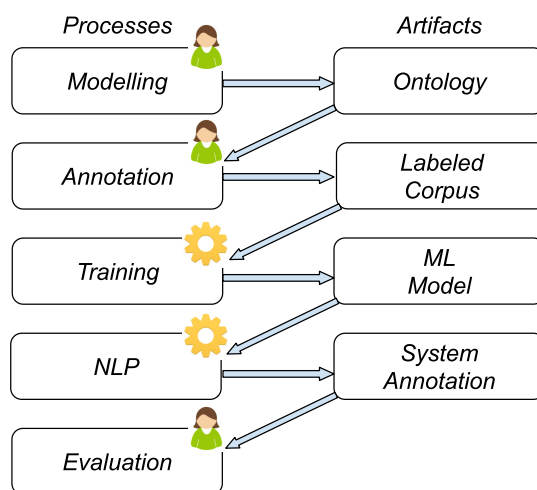 Processes
Artifacts
Modelling
Ontology
Annotation
Labeled
Corpus
Training
ML
Model
NLP
System
Annotation
Evaluation